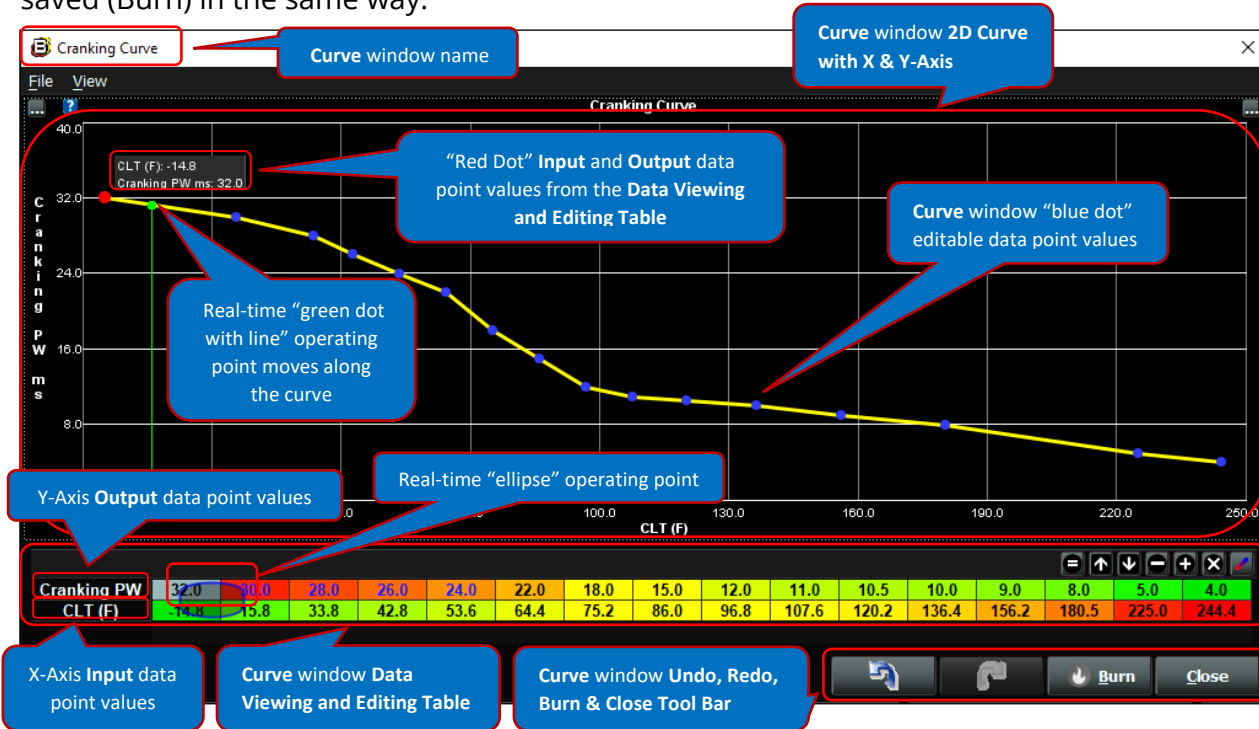 saved (Burn) in the same way.
Cranking Curve
Curve window name
Curve window 2D Curve
with X & Y-Axis
File View
... ?
Cranking Curve
...
40.0
CLT (F): -14.8
Cranking PW ms: 32.0
"Red Dot" Input and Output data
point values from the Data Viewing
and Editing Table
Cranking PW ms
32.0
Curve window "blue dot"
editable data point values
24.0
Real-time "green dot
with line" operating
point moves along
the curve
16.0
8.0
Real-time "ellipse" operating point
Y-Axis Output data point values
100.0 130.0 160.0 190.0 220.0 250.0
CLT (F)
Cranking PW 32.0 30.0 28.0 26.0 24.0 22.0 18.0 15.0 12.0 11.0 10.5 10.0 9.0 8.0 5.0 4.0
CLT (F) -14.8 15.8 33.8 42.8 53.6 64.4 75.2 86.0 96.8 107.6 120.2 136.4 156.2 180.5 225.0 244.4
X-Axis Input data
point values
Curve window Data
Viewing and Editing Table
Curve window Undo, Redo,
Burn & Close Tool Bar
Burn
Close